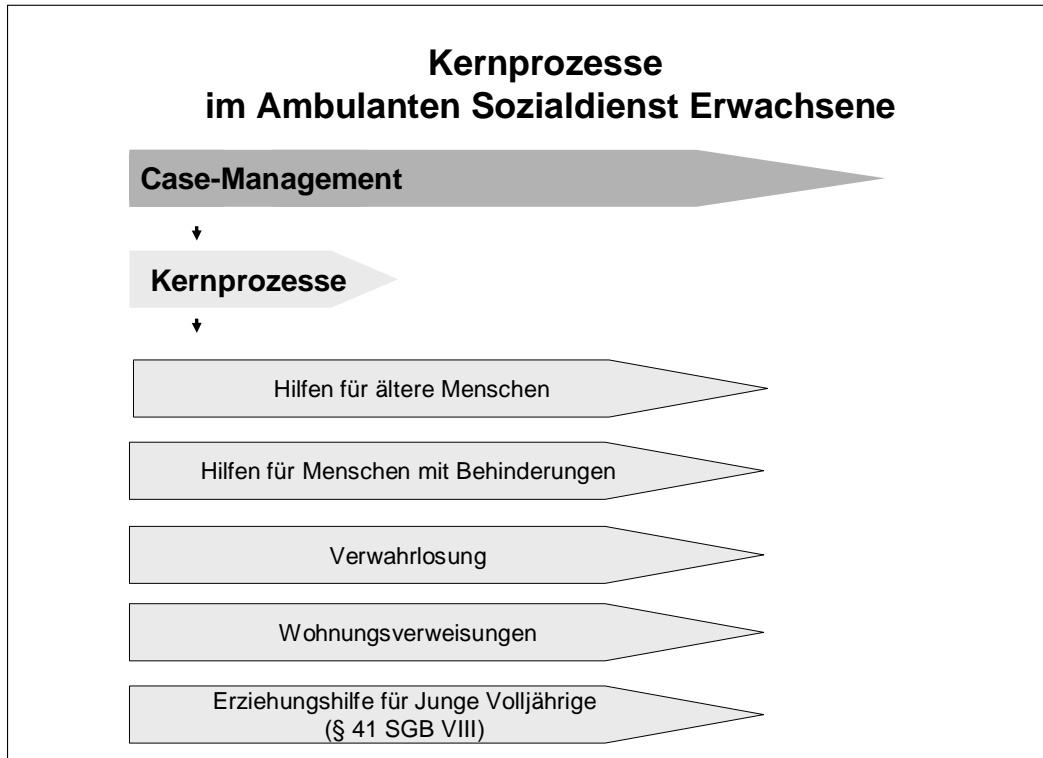 Kernprozesse
im Ambulanten Sozialdienst Erwachsene
Case-Management
Kernprozesse
Hilfen für ältere Menschen
Hilfen für Menschen mit Behinderungen
Verwahrlosung
Wohnungsverweisungen
Erziehungshilfe für Junge Volljährige
(§ 41 SGB VIII)